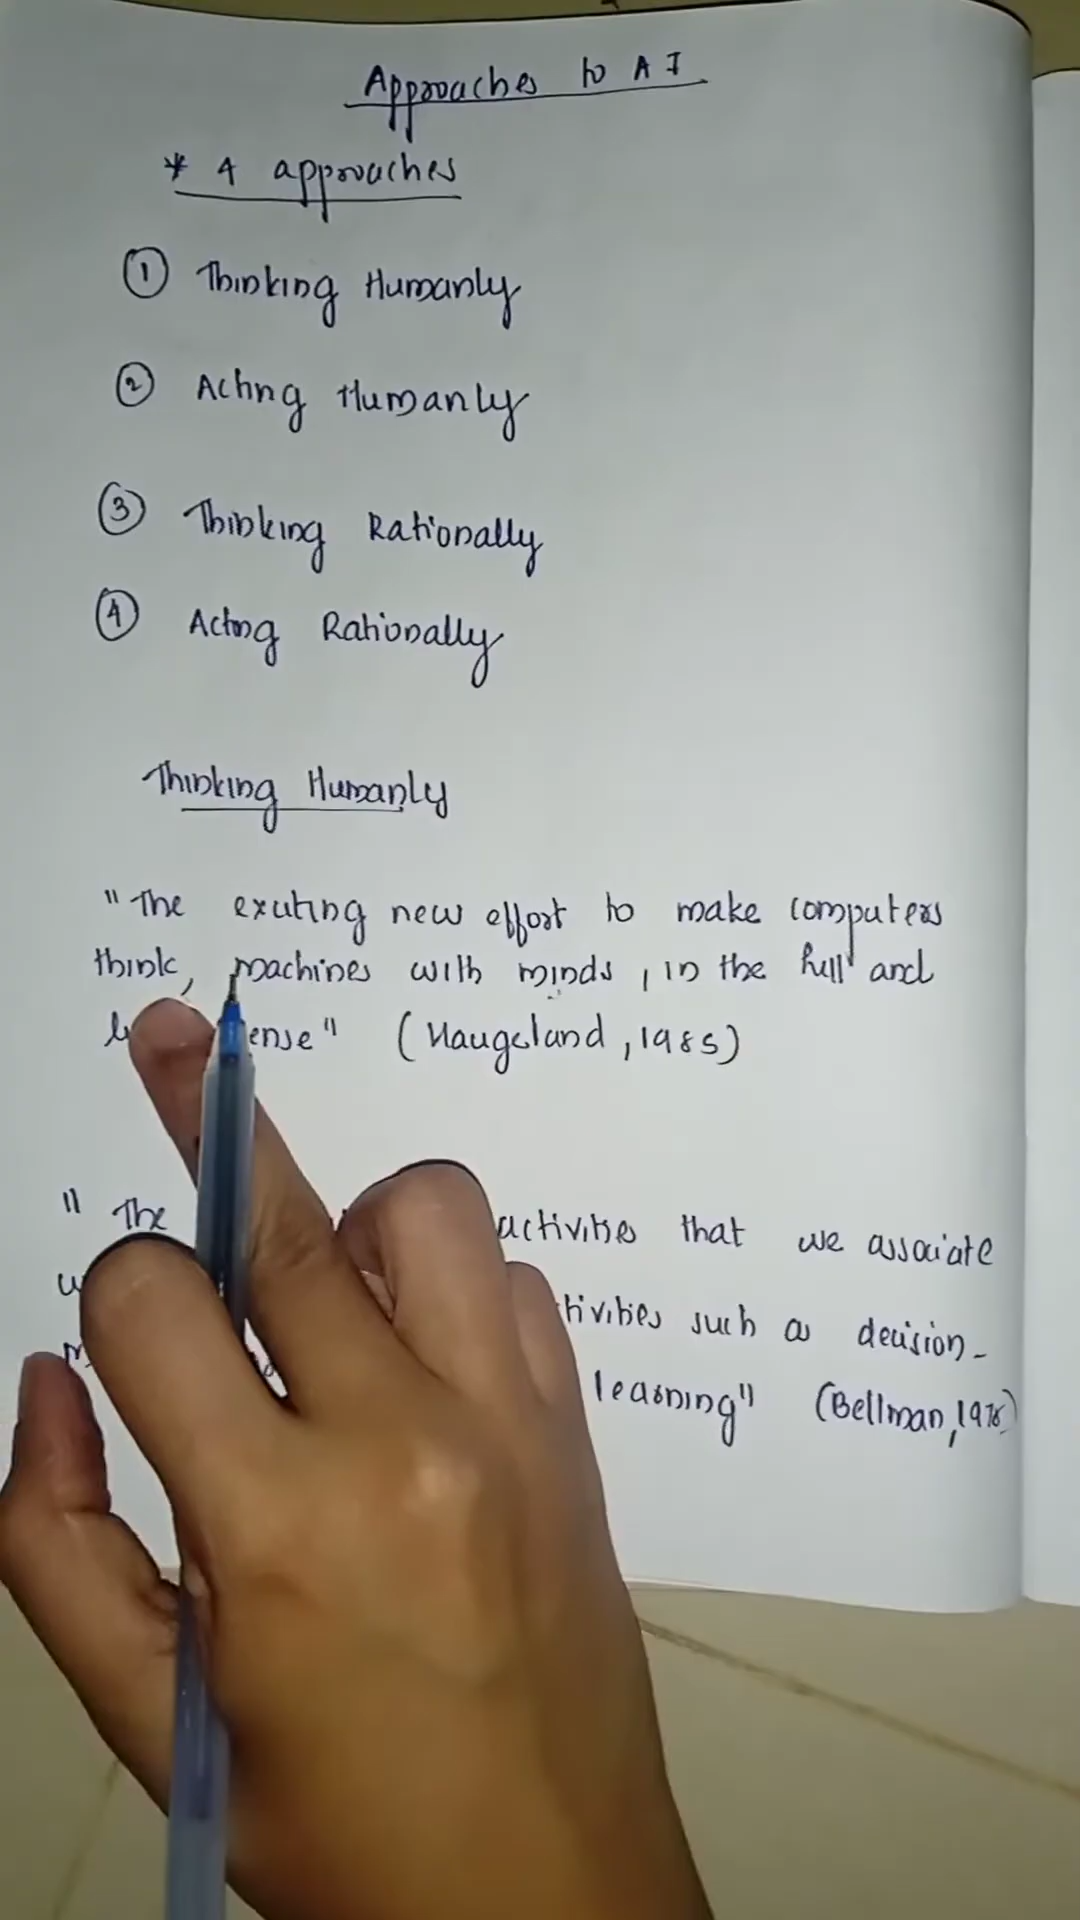 Approaches to AI
* 4 approaches
① Thinking Humanly
② Acting Humanly
③ Thinking Rationally
④ Acting Rationally
Thinking Humanly
"The exciting new effort to make computers
think, machines with minds, in the full and
ense" (Haugeland, 1985)
" The activities that we associate
tivities such as decision-
learning" (Bellman, 1978)